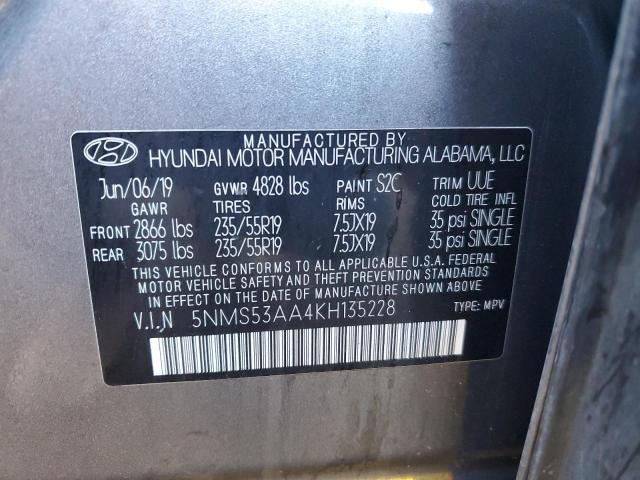 MANUFACTURED BY
HYUNDAI MOTOR MANUFACTURING ALABAMA, LLC
Jun/06/19 GVWR 4828 lbs PAINT S2C TRIM UUE
GAWR TIRES RIMS COLD TIRE INFL
FRONT 2866 lbs 235/55R19 7.5JX19 35 psi SINGLE
REAR 3075 lbs 235/55R19 7.5JX19 35 psi SINGLE
THIS VEHICLE CONFORMS TO ALL APPLICABLE U.S.A. FEDERAL
MOTOR VEHICLE SAFETY AND THEFT PREVENTION STANDARDS
IN EFFECT ON THE DATE OF MANUFACTURE SHOWN ABOVE
V.I.N 5NMS53AA4KH135228 TYPE: MPV